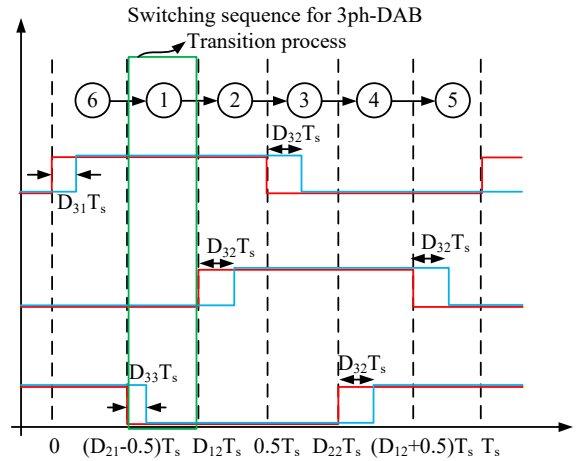 Switching sequence for 3ph-DAB
Transition process
6 1 2 3 4 5
D32Ts
D31Ts
D32Ts D32Ts
D33Ts D32Ts
0 (D21-0.5)Ts D12Ts 0.5Ts D22Ts (D12+0.5)Ts Ts